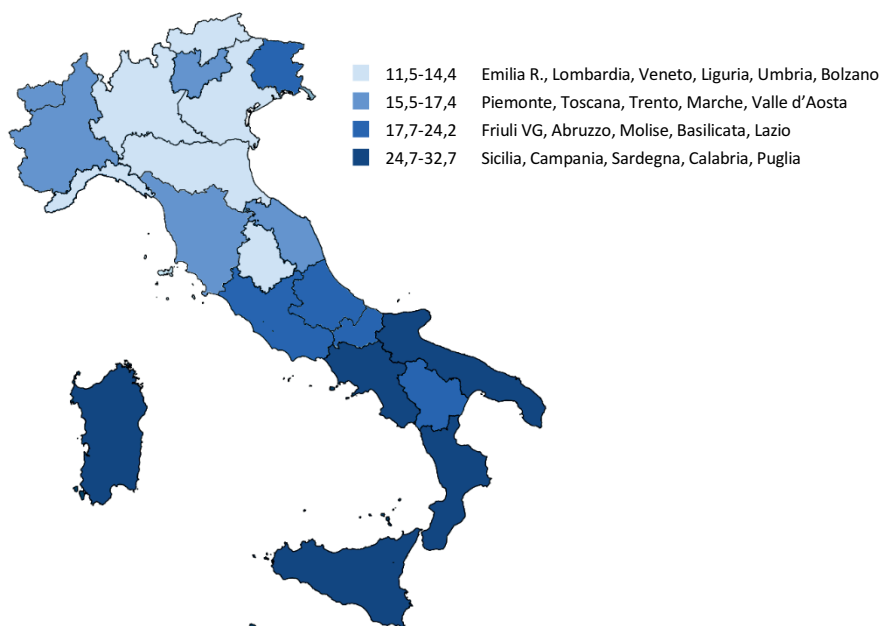 11,5-14,4 Emilia R., Lombardia, Veneto, Liguria, Umbria, Bolzano
15,5-17,4 Piemonte, Toscana, Trento, Marche, Valle d’Aosta
17,7-24,2 Friuli VG, Abruzzo, Molise, Basilicata, Lazio
24,7-32,7 Sicilia, Campania, Sardegna, Calabria, Puglia